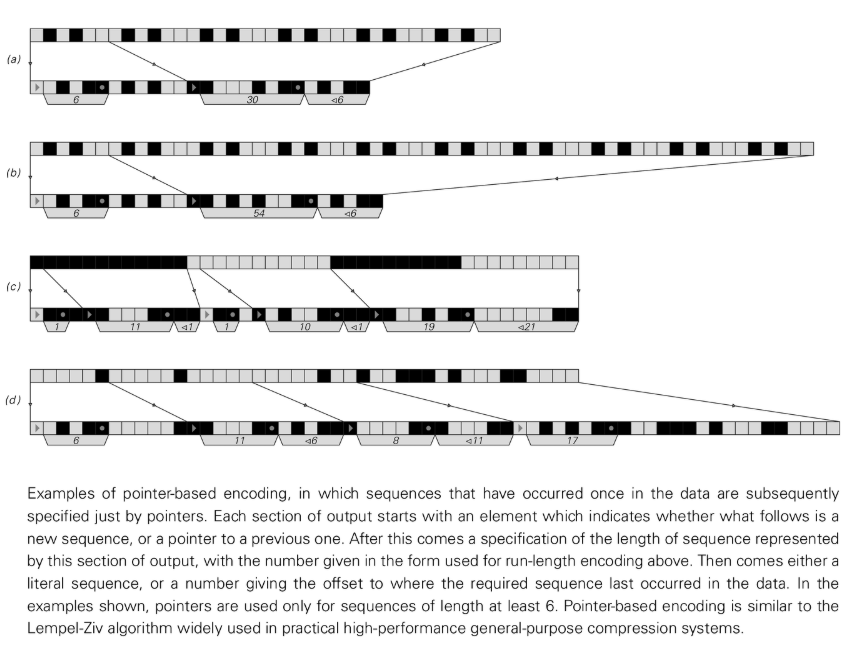 (a)
6 30 ◁6
(b)
6 54 ◁6
(c)
1 11 ◁1 1 10 ◁1 19 ◁21
(d)
6 11 ◁6 8 ◁11 17
Examples of pointer-based encoding, in which sequences that have occurred once in the data are subsequently
specified just by pointers. Each section of output starts with an element which indicates whether what follows is a
new sequence, or a pointer to a previous one. After this comes a specification of the length of sequence represented
by this section of output, with the number given in the form used for run-length encoding above. Then comes either a
literal sequence, or a number giving the offset to where the required sequence last occurred in the data. In the
examples shown, pointers are used only for sequences of length at least 6. Pointer-based encoding is similar to the
Lempel-Ziv algorithm widely used in practical high-performance general-purpose compression systems.